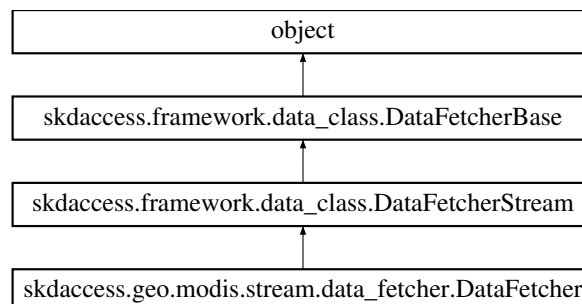 object
skdaccess.framework.data_class.DataFetcherBase
skdaccess.framework.data_class.DataFetcherStream
skdaccess.geo.modis.stream.data_fetcher.DataFetcher